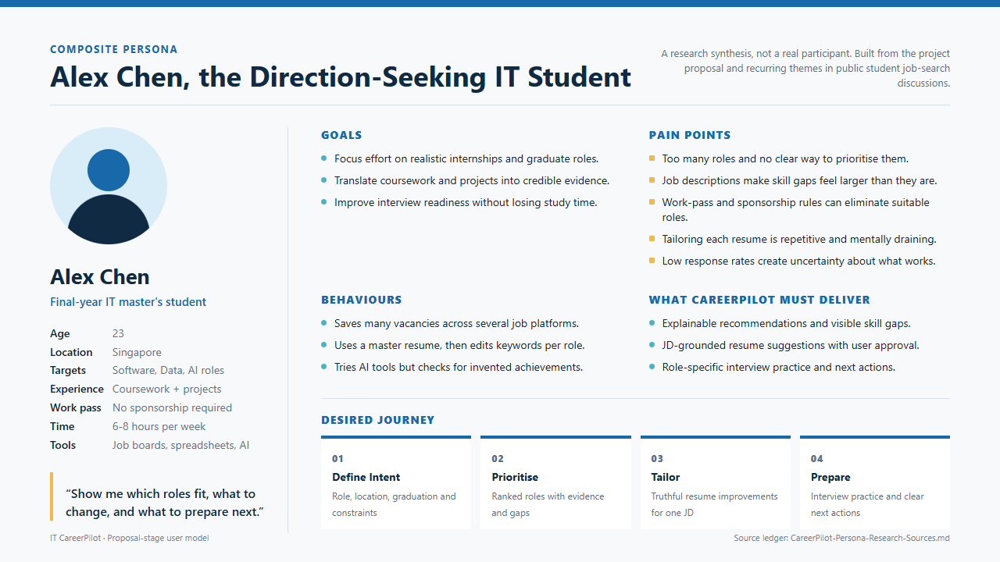 COMPOSITE PERSONA
Alex Chen, the Direction-Seeking IT Student
A research synthesis, not a real participant. Built from the project
proposal and recurring themes in public student job-search
discussions.
Alex Chen
Final-year IT master's student
Age 23
Location Singapore
Targets Software, Data, AI roles
Experience Coursework + projects
Work pass No sponsorship required
Time 6-8 hours per week
Tools Job boards, spreadsheets, AI
“Show me which roles fit, what to
change, and what to prepare next.”
GOALS
Focus effort on realistic internships and graduate roles.
Translate coursework and projects into credible evidence.
Improve interview readiness without losing study time.
PAIN POINTS
Too many roles and no clear way to prioritise them.
Job descriptions make skill gaps feel larger than they are.
Work-pass and sponsorship rules can eliminate suitable
roles.
Tailoring each resume is repetitive and mentally draining.
Low response rates create uncertainty about what works.
BEHAVIOURS
Saves many vacancies across several job platforms.
Uses a master resume, then edits keywords per role.
Tries AI tools but checks for invented achievements.
WHAT CAREERPILOT MUST DELIVER
Explainable recommendations and visible skill gaps.
JD-grounded resume suggestions with user approval.
Role-specific interview practice and next actions.
DESIRED JOURNEY
01
Define Intent
Role, location, graduation and
constraints
02
Prioritise
Ranked roles with evidence
and gaps
03
Tailor
Truthful resume improvements
for one JD
04
Prepare
Interview practice and clear
next actions
IT CareerPilot · Proposal-stage user model
Source ledger: CareerPilot-Persona-Research-Sources.md